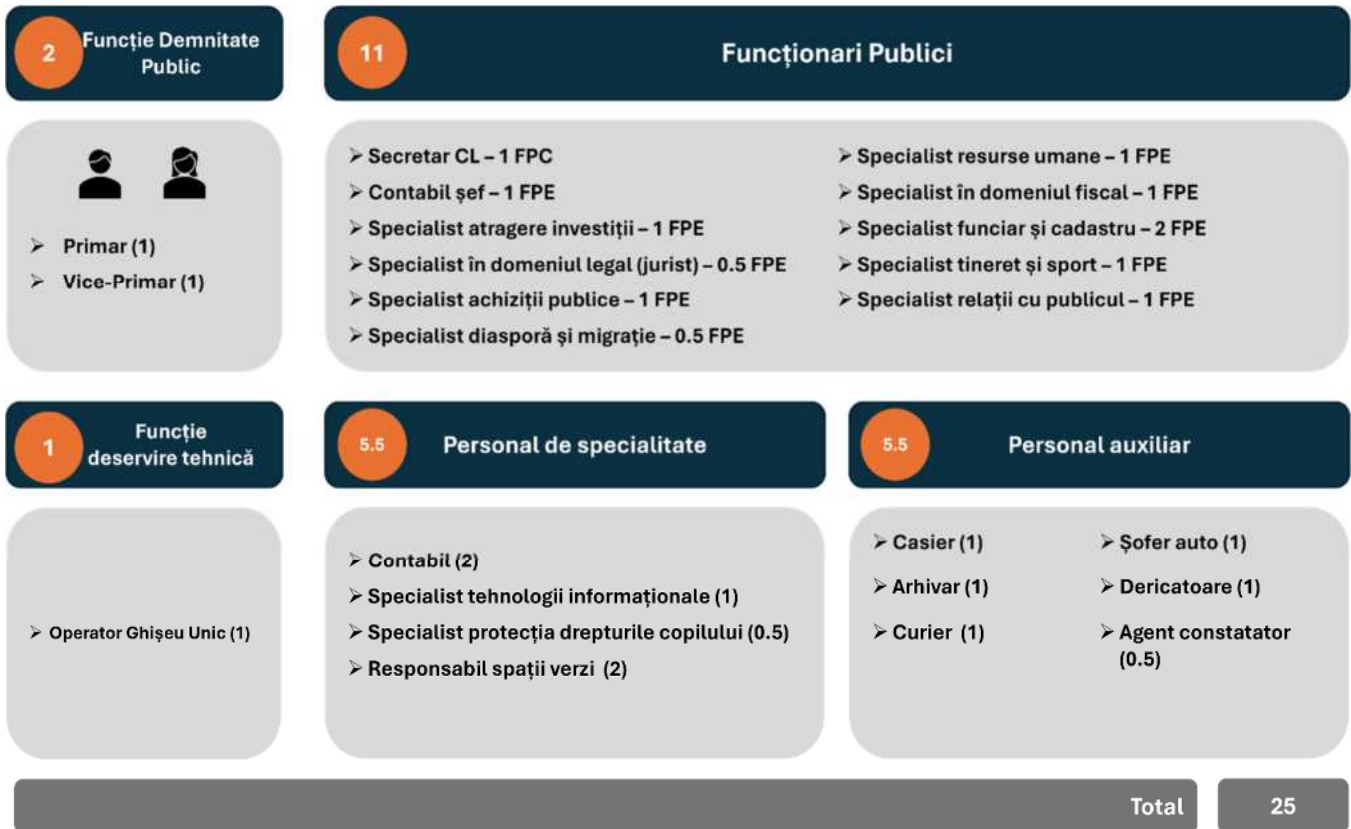 2
Funcție Demnitate
Public
11
Funcționari Publici
➢ Primar (1)
➢ Vice-Primar (1)
➢ Secretar CL – 1 FPC
➢ Contabil șef – 1 FPE
➢ Specialist atragere investiții – 1 FPE
➢ Specialist în domeniul legal (jurist) – 0.5 FPE
➢ Specialist achiziții publice – 1 FPE
➢ Specialist diasporă și migrație – 0.5 FPE
➢ Specialist resurse umane – 1 FPE
➢ Specialist în domeniul fiscal – 1 FPE
➢ Specialist funciar și cadastru – 2 FPE
➢ Specialist tineret și sport – 1 FPE
➢ Specialist relații cu publicul – 1 FPE
1
Funcție
deservire tehnică
5.5
Personal de specialitate
5.5
Personal auxiliar
➢ Operator Ghișeu Unic (1)
➢ Contabil (2)
➢ Specialist tehnologii informaționale (1)
➢ Specialist protecția drepturile copilului (0.5)
➢ Responsabil spații verzi (2)
➢ Casier (1)
➢ Arhivar (1)
➢ Curier (1)
➢ Șofer auto (1)
➢ Dericatoare (1)
➢ Agent constatator
(0.5)
Total
25